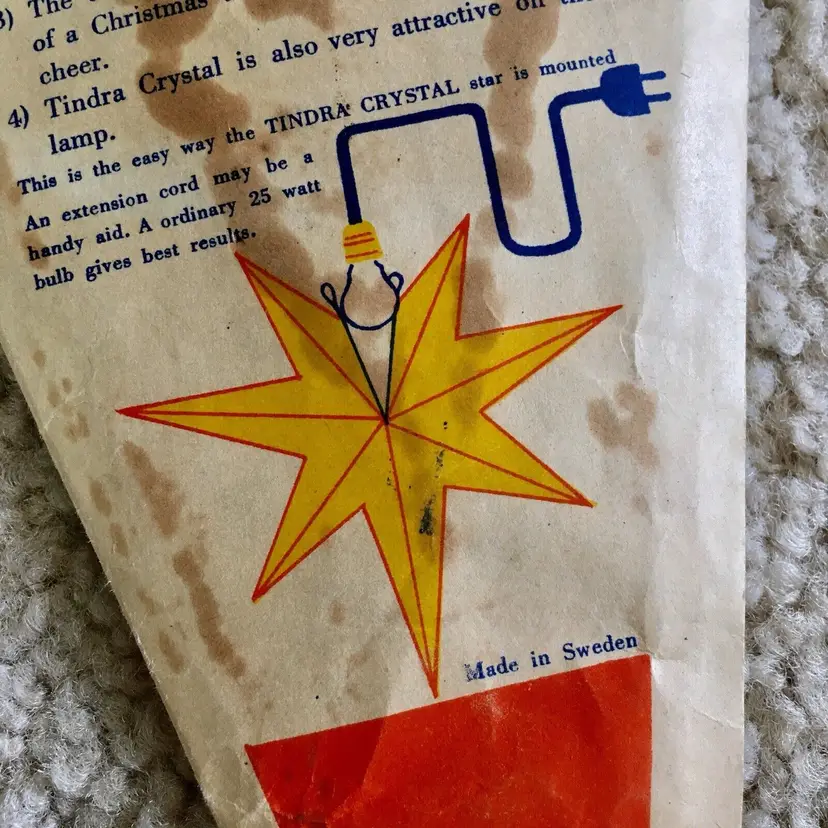 3) The
of a Christmas
cheer.
4) Tindra Crystal is also very attractive on
lamp.
This is the easy way the TINDRA CRYSTAL star is mounted
An extension cord may be a
handy aid. A ordinary 25 watt
bulb gives best results.
Made in Sweden